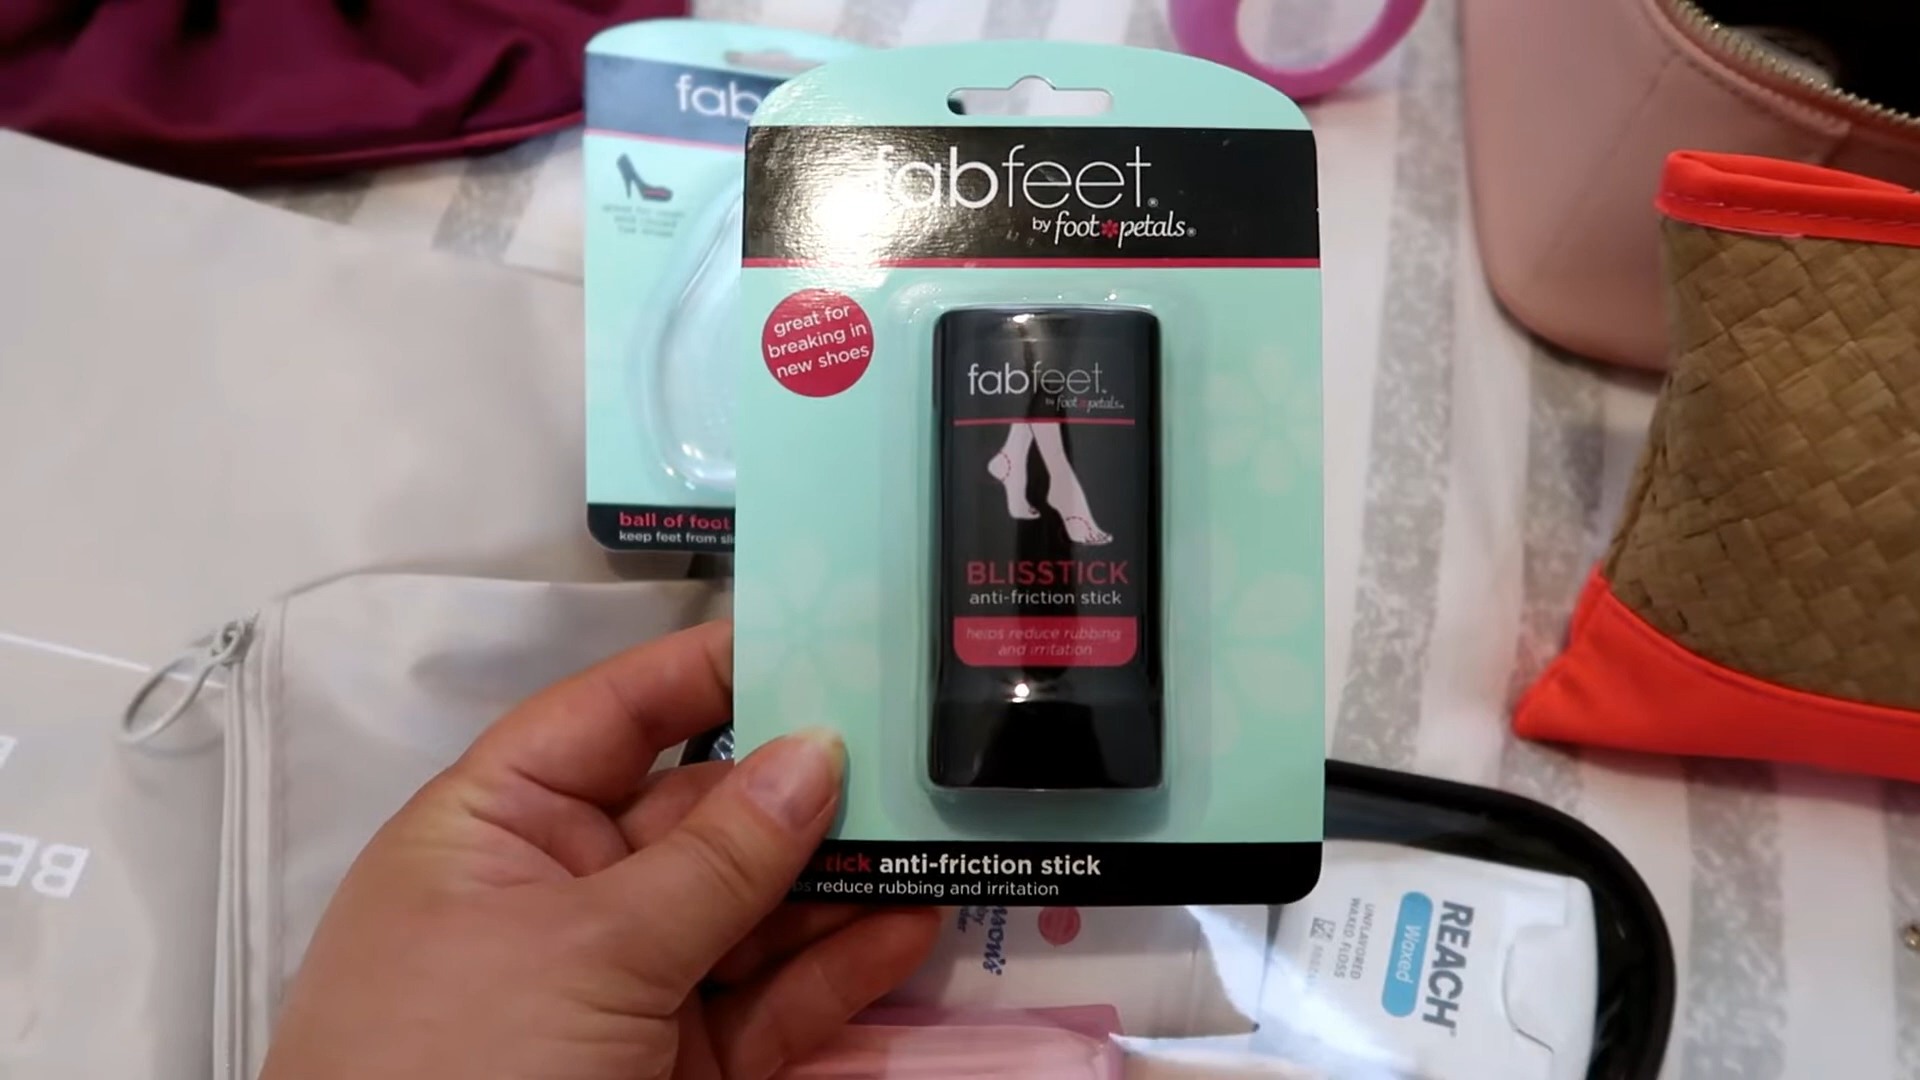 fab
ball of foot
keep feet from
fabfeet®
by foot petals®
great for
breaking in
new shoes
fabfeet
by foot petals
BLISSTICK
anti-friction stick
helps reduce rubbing
and irritation
tick anti-friction stick
ps reduce rubbing and irritation
REACH
Waxed
UNFLAVORED
WAXED FLOSS